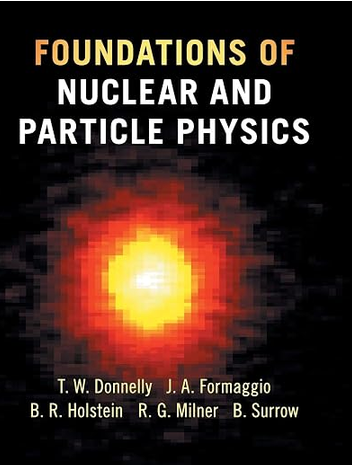 FOUNDATIONS OF
NUCLEAR AND
PARTICLE PHYSICS
T. W. Donnelly J. A. Formaggio
B. R. Holstein R. G. Milner B. Surrow